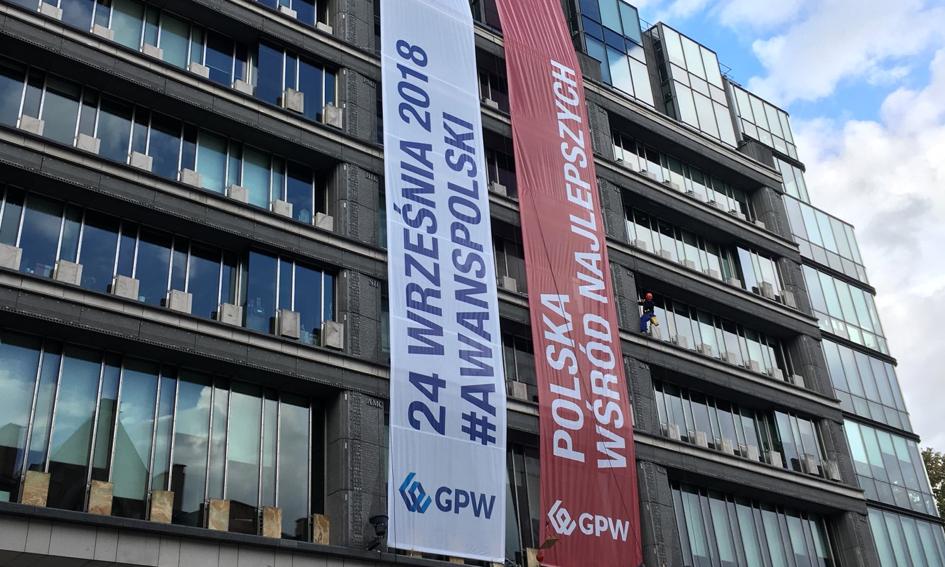 24 WRZEŚNIA 2018
#AWANSPOLSKI
GPW
POLSKA
WŚRÓD NAJLEPSZYCH
GPW